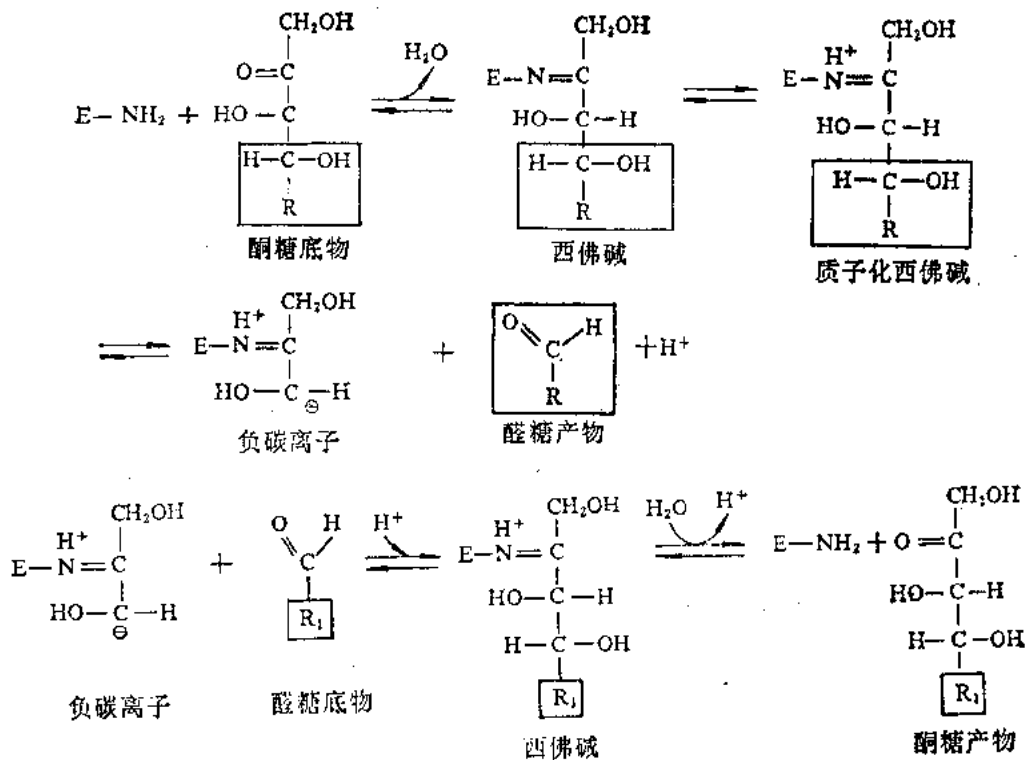 CH₂OH CH₂OH CH₂OH
H₂O H⁺
O=C E—N=C E—N=C
E—NH₂ + HO—C HO—C—H HO—C—H
H—C—OH H—C—OH H—C—OH
R R R
酮糖底物 西佛碱 质子化西佛碱
CH₂OH O H
H⁺
E—N=C + C +H⁺
HO—C—H R
⊖
负碳离子 醛糖产物
CH₂OH O H H⁺ CH₂OH H₂O H⁺ CH₂OH
H⁺ H⁺
E—N=C + C E—N=C E—NH₂ + O=C
HO—C—H R₁ HO—C—H HO—C—H
⊖ H—C—OH H—C—OH
R₁ R₁
负碳离子 醛糖底物 西佛碱 酮糖产物